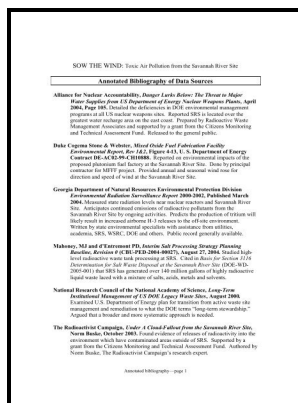 SOW THE WIND: Toxic Air Pollution from the Savannah River Site
Annotated Bibliography of Data Sources
Alliance for Nuclear Accountability, Danger Lurks Below: The Threat to Major
Water Supplies from US Department of Energy Nuclear Weapons Plants, April
2004, Page 105. Detailed the deficiencies in DOE environmental management
programs at all US nuclear weapons sites. Reported SRS is located over the
greatest water recharge area on the east coast. Prepared by Radioactive Waste
Management Associates and supported by a grant from the Citizens Monitoring
and Technical Assessment Fund. Released to the general public.
Duke Cogema Stone & Webster, Mixed Oxide Fuel Fabrication Facility
Environmental Report, Rev 1&2, Figure 4-13, U. S. Department of Energy
Contract DE-AC02-99-CH10888. Reported on environmental impacts of the
proposed plutonium fuel factory at the Savannah River Site. Done by principal
contractor for MFFF project. Provided annual and seasonal wind rose for
direction and speed of wind at the Savannah River Site.
Georgia Department of Natural Resources Environmental Protection Division
Environmental Radiation Surveillance Report 2000-2002, Published March
2004. Measured state radiation levels near nuclear reactors and Savannah River
Site. Anticipates continued emissions of radioactive pollutants from the
Savannah River Site by ongoing activities. Predicts the production of tritium will likely
result in increased airborne H-3 releases to the off-site environment.
Written by state environmental specialists with assistance from utilities,
academia, SRS, WSRC, DOE and others. Public record generally available.
Mahoney, MJ and d'Entremont PD, Interim Salt Processing Strategy Planning
Baseline, Revision 0 (CBU-PED-2004-00027), August 27, 2004. Studied high-
level radioactive waste tank processing at SRS. Cited in Basis for Section 3116
Determination for Salt Waste Disposal at the Savannah River Site (DOE-WD-
2005-001) that SRS has generated over 140 million gallons of highly radioactive
liquid waste laced with a mixture of salts, acids, metals and solvents.
National Research Council of the National Academy of Science, Long-Term
Institutional Management of US DOE Legacy Waste Sites, August 2000.
Examined U.S. Department of Energy plan for transition from active waste site
management and remediation to what the DOE terms "long-term stewardship."
Argued that a broader and more systematic approach is needed.
The Radioactivist Campaign, Under A Cloud-Fallout from the Savannah River Site,
Norm Buske, October 2003. Found evidence of releases of radioactivity into the
environment which have contaminated areas outside of SRS. Supported by a
grant from the Citizens Monitoring and Technical Assessment Fund. Authored by
Norm Buske, The Radioactivist Campaign's research expert.
Annotated Bibliography – page 1